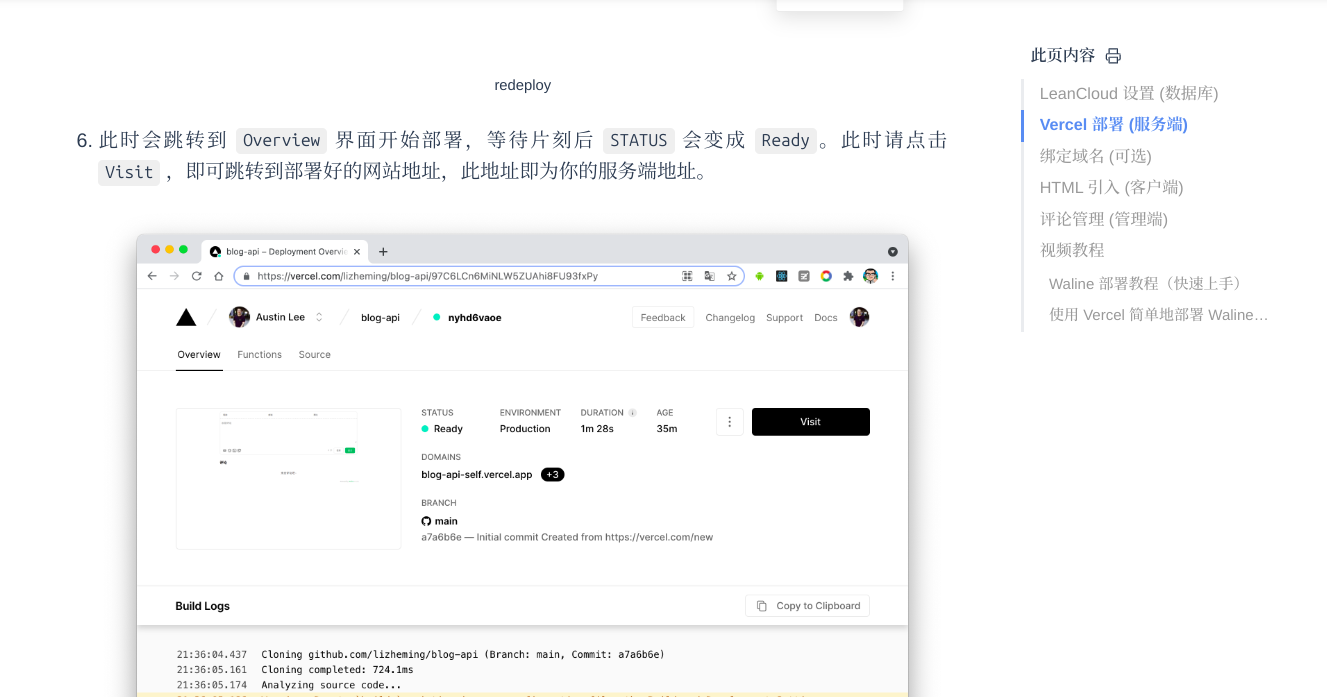 redeploy
6. 此时会跳转到 Overview 界面开始部署，等待片刻后 STATUS 会变成 Ready 。此时请点击
Visit ，即可跳转到部署好的网站地址，此地址即为你的服务端地址。
blog-api – Deployment Overvi
https://vercel.com/lizheming/blog-api/97C6LCn6MiNLW5ZUAhi8FU93fxPy
Austin Lee
blog-api
nyhd6vaoe
Feedback
Changelog
Support
Docs
Overview
Functions
Source
STATUS
Ready
ENVIRONMENT
Production
DURATION
1m 28s
AGE
35m
Visit
DOMAINS
blog-api-self.vercel.app +3
BRANCH
main
a7a6b6e — Initial commit Created from https://vercel.com/new
Build Logs
Copy to Clipboard
21:36:04.437 Cloning github.com/lizheming/blog-api (Branch: main, Commit: a7a6b6e)
21:36:05.161 Cloning completed: 724.1ms
21:36:05.174 Analyzing source code...
此页内容
LeanCloud 设置 (数据库)
Vercel 部署 (服务端)
绑定域名 (可选)
HTML 引入 (客户端)
评论管理 (管理端)
视频教程
Waline 部署教程（快速上手）
使用 Vercel 简单地部署 Waline…